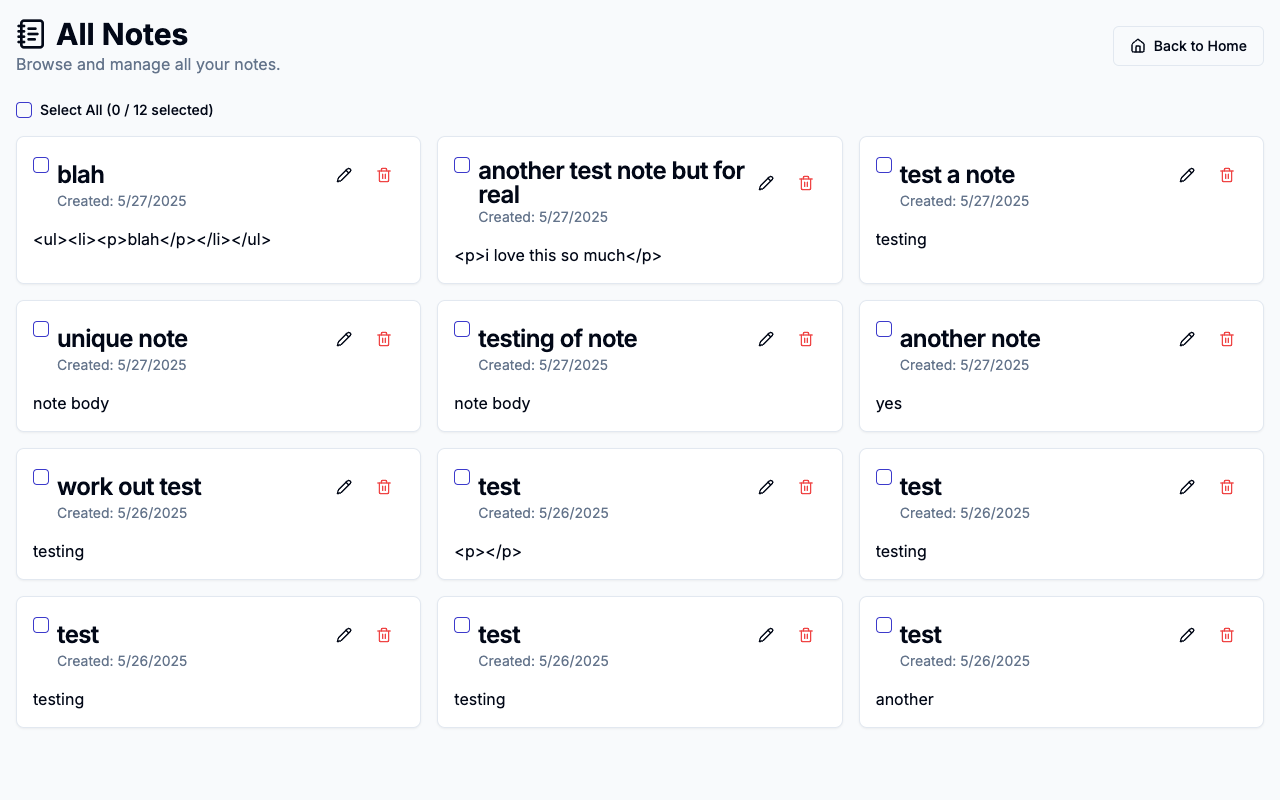 All Notes
Browse and manage all your notes.
Back to Home
Select All (0 / 12 selected)
blah
Created: 5/27/2025
<ul><li><p>blah</p></li></ul>
another test note but for
real
Created: 5/27/2025
<p>i love this so much</p>
test a note
Created: 5/27/2025
testing
unique note
Created: 5/27/2025
note body
testing of note
Created: 5/27/2025
note body
another note
Created: 5/27/2025
yes
work out test
Created: 5/26/2025
testing
test
Created: 5/26/2025
<p></p>
test
Created: 5/26/2025
testing
test
Created: 5/26/2025
testing
test
Created: 5/26/2025
testing
test
Created: 5/26/2025
another